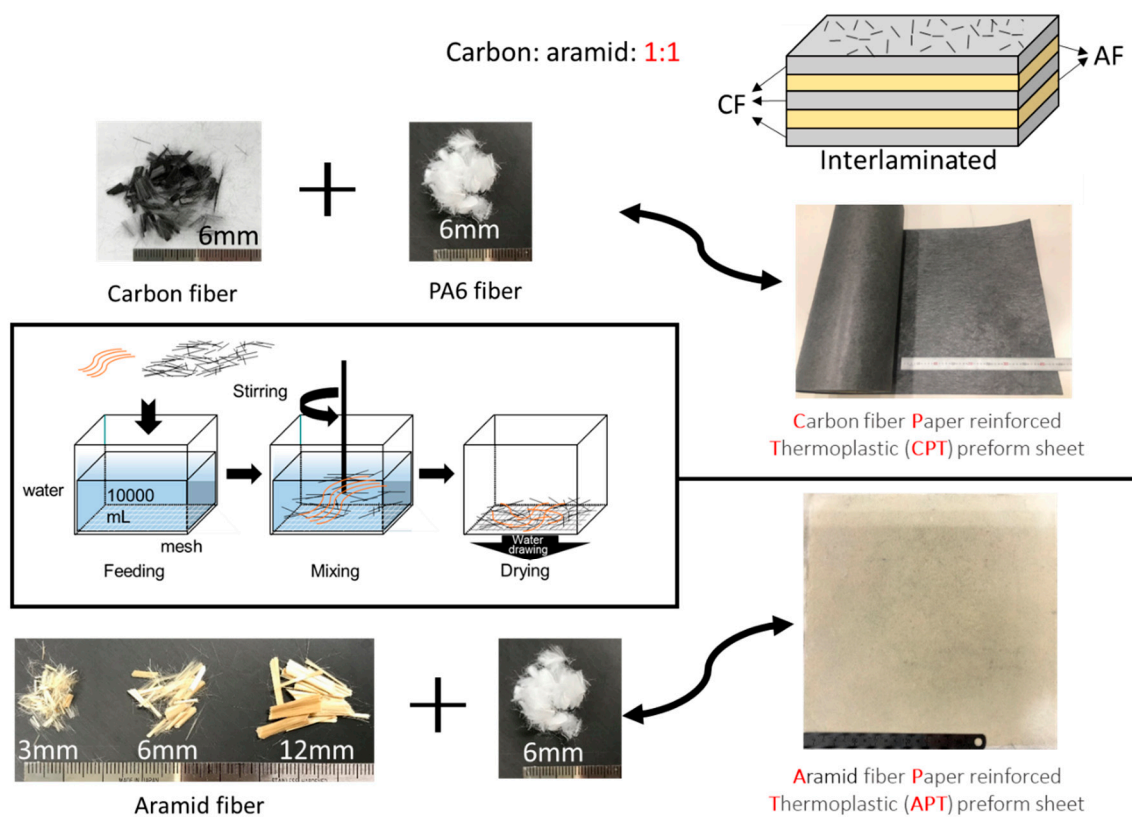 Carbon: aramid: 1:1
CF
AF
Interlaminated
6mm
6mm
Carbon fiber
PA6 fiber
Carbon fiber Paper reinforced
Thermoplastic (CPT) preform sheet
Stirring
water
10000
mL
mesh
Water
drawing
Feeding
Mixing
Drying
3mm
6mm
12mm
6mm
Aramid fiber
Aramid fiber Paper reinforced
Thermoplastic (APT) preform sheet